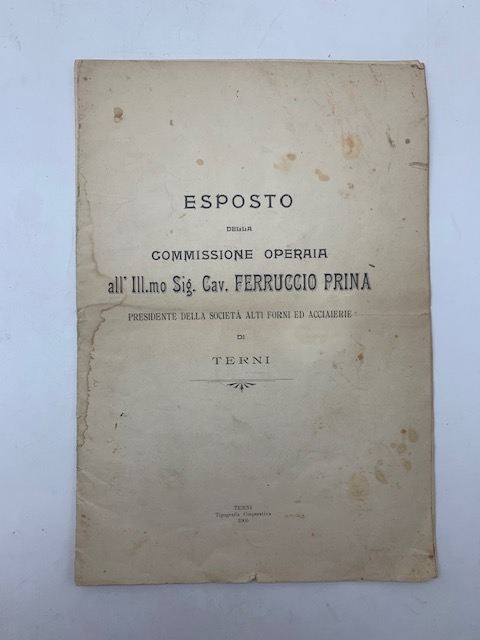 ESPOSTO
DELLA
COMMISSIONE OPERAIA
all' Ill.mo Sig. Cav. FERRUCCIO PRINA
PRESIDENTE DELLA SOCIETÀ ALTI FORNI ED ACCIAIERIE
DI
TERNI
TERNI
Tipografia Cooperativa